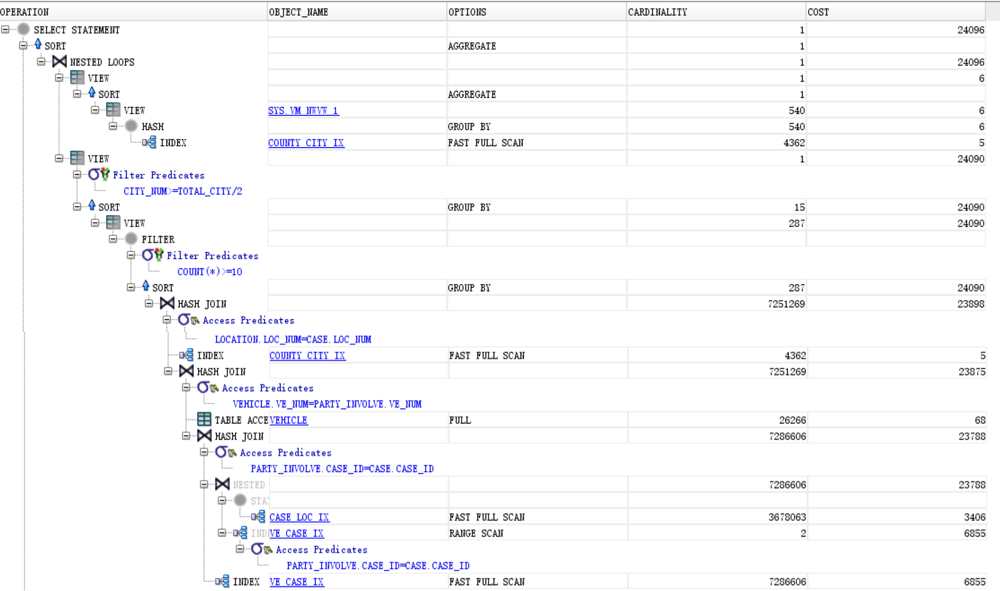 OPERATION OBJECT_NAME OPTIONS CARDINALITY COST
SELECT STATEMENT 1 24096
SORT AGGREGATE 1
NESTED LOOPS 1 24096
VIEW 1 6
SORT AGGREGATE 1
VIEW SYS.VM_NWVW_1 540 6
HASH GROUP BY 540 6
INDEX COUNTY_CITY_IX FAST FULL SCAN 4362 5
VIEW 1 24090
Filter Predicates
CITY_NUM>=TOTAL_CITY/2
SORT GROUP BY 15 24090
VIEW 287 24090
FILTER
Filter Predicates
COUNT(*)>=10
SORT GROUP BY 287 24090
HASH JOIN 7251269 23898
Access Predicates
LOCATION.LOC_NUM=CASE.LOC_NUM
INDEX COUNTY_CITY_IX FAST FULL SCAN 4362 5
HASH JOIN 7251269 23875
Access Predicates
VEHICLE.VE_NUM=PARTY_INVOLVE.VE_NUM
TABLE ACCE VEHICLE FULL 26266 68
HASH JOIN 7286606 23788
Access Predicates
PARTY_INVOLVE.CASE_ID=CASE.CASE_ID
NESTED 7286606 23788
STAT
CASE_LOC_IX FAST FULL SCAN 3678063 3406
IND VE_CASE_IX RANGE SCAN 2 6855
Access Predicates
PARTY_INVOLVE.CASE_ID=CASE.CASE_ID
INDEX VE_CASE_IX FAST FULL SCAN 7286606 6855